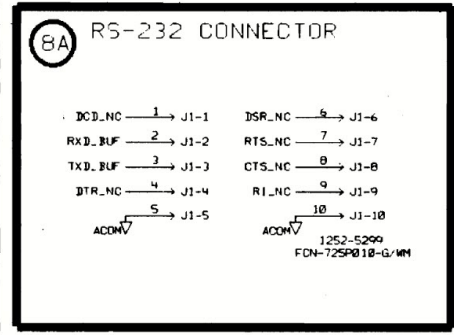 8A RS-232 CONNECTOR
DCD_NC 1 J1-1
RXD_BUF 2 J1-2
TXD_BUF 3 J1-3
DTR_NC 4 J1-4
5 J1-5
ACOM
DSR_NC 6 J1-6
RTS_NC 7 J1-7
CTS_NC 8 J1-8
RI_NC 9 J1-9
10 J1-10
ACOM
1252-5299
FCN-725P010-G/WM